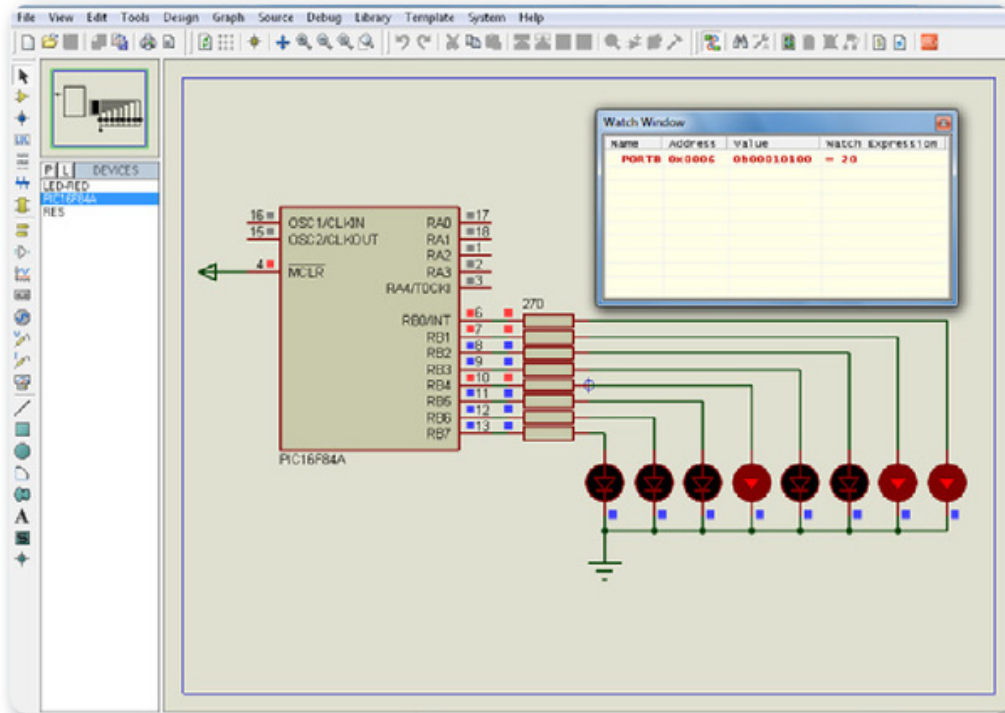 File View Edit Tools Design Graph Source Debug Library Template System Help
P L DEVICES
LED-RED
PIC16F84A
RES
Watch Window
Name Address Value Watch Expression
PORTB 0x0006 0b00010100 = 20
16 OSC1/CLKIN RA0 17
15 OSC2/CLKOUT RA1 18
RA2 1
4 MCLR RA3 2
RA4/T0CKI 3
270
RB0/INT 6
RB1 7
RB2 8
RB3 9
RB4 10
RB5 11
RB6 12
RB7 13
PIC16F84A
A
S